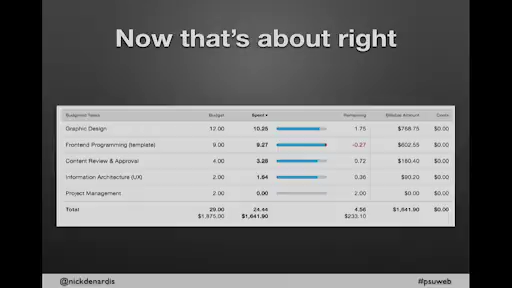 Now that's about right
Budgeted Tasks Budget Spent Remaining Billable Amount Costs
Graphic Design 12.00 10.25 1.75 $768.75 $0.00
Frontend Programming (template) 9.00 9.27 -0.27 $602.55 $0.00
Content Review & Approval 4.00 3.28 0.72 $180.40 $0.00
Information Architecture (UX) 2.00 1.64 0.36 $90.20 $0.00
Project Management 2.00 0.00 2.00 $0.00 $0.00
Total 29.00 24.44 4.56 $1,641.90 $0.00
$1,875.00 $1,641.90 $233.10
@nickdenardis #psuweb